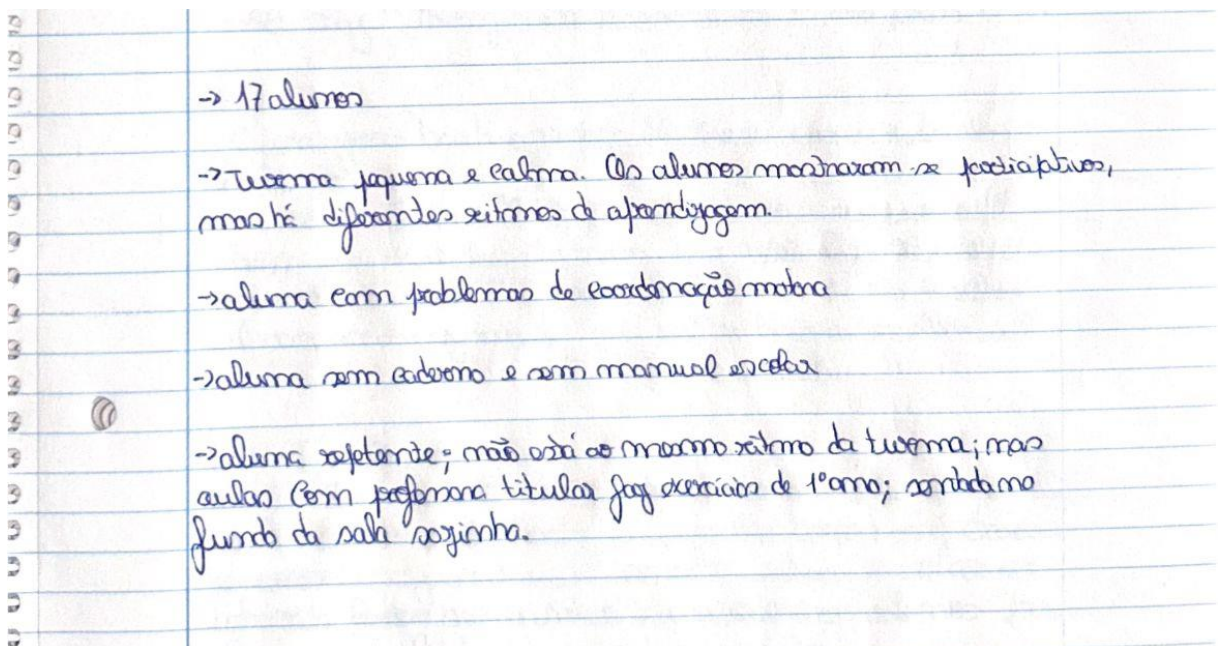 -> 17 alunos
-> Turma pequena e calma. Os alunos mostraram-se participativos,
mas há diferentes ritmos de aprendizagem.
-> aluna com problemas de coordenação motora
-> aluna sem caderno e sem manual escolar
-> aluna repetente; não está ao mesmo ritmo da turma; nas
aulas com professora titular faz exercícios de 1º ano; sentada no
fundo da sala sozinha.